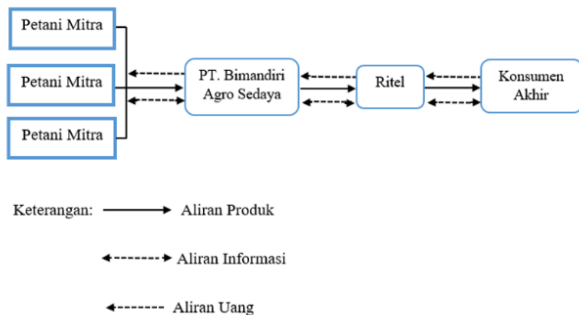 Petani Mitra
Petani Mitra
Petani Mitra
PT. Bimandiri
Agro Sedaya
Ritel
Konsumen
Akhir
Keterangan:
Aliran Produk
Aliran Informasi
Aliran Uang